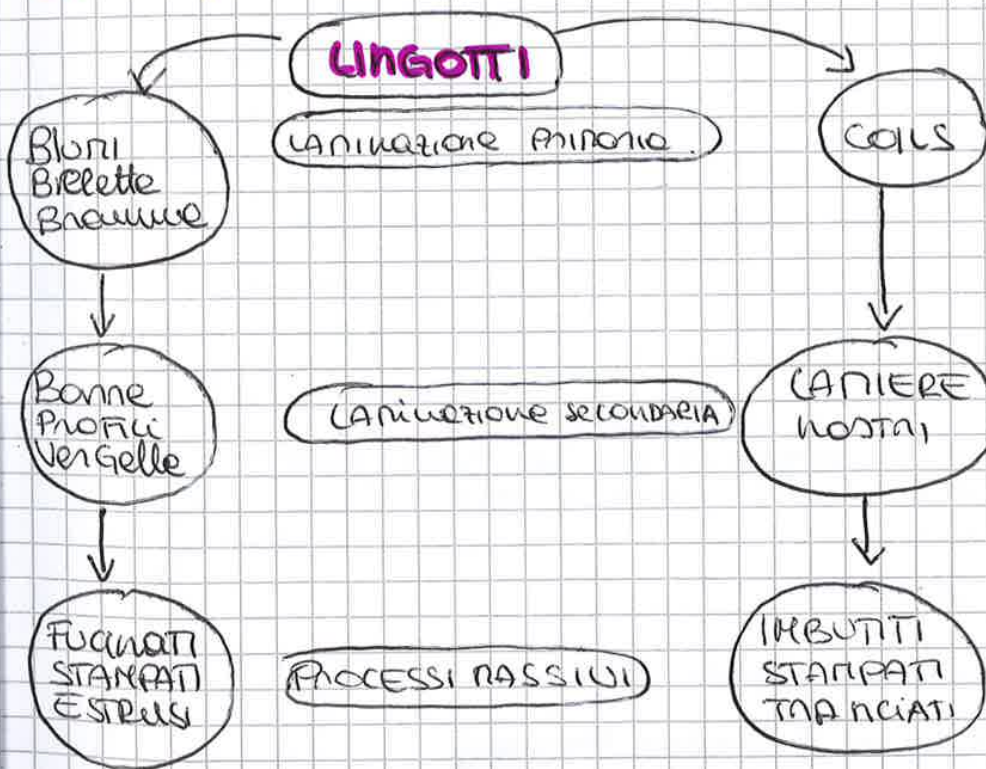 LINGOTTI
Blumi
Billette
Bramme
LAMINAZIONE PRIMARIA.
COILS
Barre
PROFILI
VERGELLE
LAMINAZIONE SECONDARIA
LAMIERE
NASTRI
FUCINATI
STAMPATI
ESTRUSI
PROCESSI MASSIVI
IMBUTITI
STAMPATI
TRANCIATI